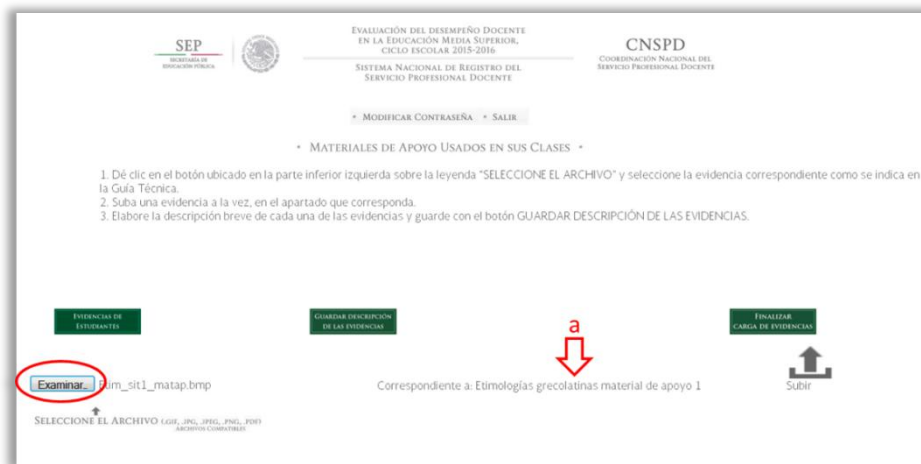 SEP
SECRETARÍA DE
EDUCACIÓN PÚBLICA
EVALUACIÓN DEL DESEMPEÑO DOCENTE
EN LA EDUCACIÓN MEDIA SUPERIOR,
CICLO ESCOLAR 2015-2016
SISTEMA NACIONAL DE REGISTRO DEL
SERVICIO PROFESIONAL DOCENTE
CNSPD
COORDINACIÓN NACIONAL DEL
SERVICIO PROFESIONAL DOCENTE
• MODIFICAR CONTRASEÑA • SALIR
• MATERIALES DE APOYO USADOS EN SUS CLASES •
1. Dé clic en el botón ubicado en la parte inferior izquierda sobre la leyenda "SELECCIONE EL ARCHIVO" y seleccione la evidencia correspondiente como se indica en
la Guía Técnica.
2. Suba una evidencia a la vez, en el apartado que corresponda.
3. Elabore la descripción breve de cada una de las evidencias y guarde con el botón GUARDAR DESCRIPCIÓN DE LAS EVIDENCIAS.
EVIDENCIAS DE
ESTUDIANTES
GUARDAR DESCRIPCIÓN
DE LAS EVIDENCIAS
FINALIZAR
CARGA DE EVIDENCIAS
a
Examinar.. _sit1_matap.bmp
Correspondiente a: Etimologías grecolatinas material de apoyo 1
Subir
SELECCIONE EL ARCHIVO (.GIF, .JPG, .JPEG, .PNG, .PDF)
ARCHIVOS COMPATIBLES